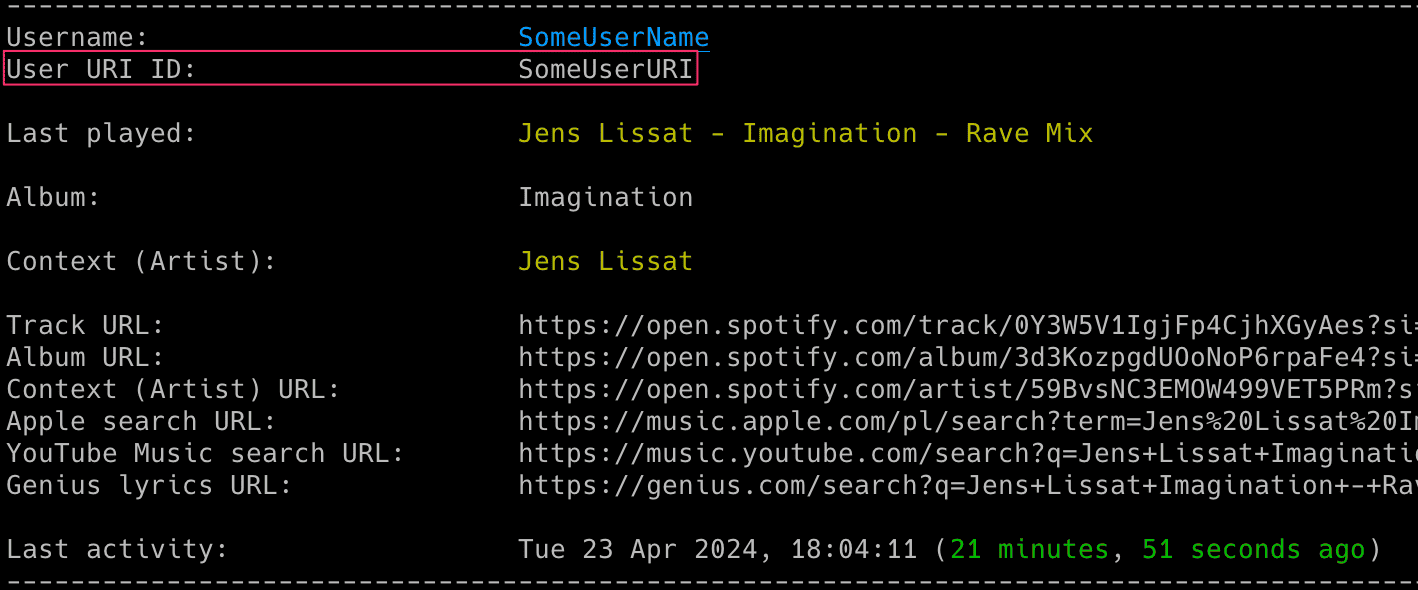 Username: SomeUserName
User URI ID: SomeUserURI
Last played: Jens Lissat - Imagination - Rave Mix
Album: Imagination
Context (Artist): Jens Lissat
Track URL: https://open.spotify.com/track/0Y3W5V1IgjFp4CjhXGyAes?si=
Album URL: https://open.spotify.com/album/3d3KozpgdUOoNoP6rpaFe4?si=
Context (Artist) URL: https://open.spotify.com/artist/59BvsNC3EMOW499VET5PRm?s
Apple search URL: https://music.apple.com/pl/search?term=Jens%20Lissat%20I
YouTube Music search URL: https://music.youtube.com/search?q=Jens+Lissat+Imaginatio
Genius lyrics URL: https://genius.com/search?q=Jens+Lissat+Imagination+-+Rav
Last activity: Tue 23 Apr 2024, 18:04:11 (21 minutes, 51 seconds ago)